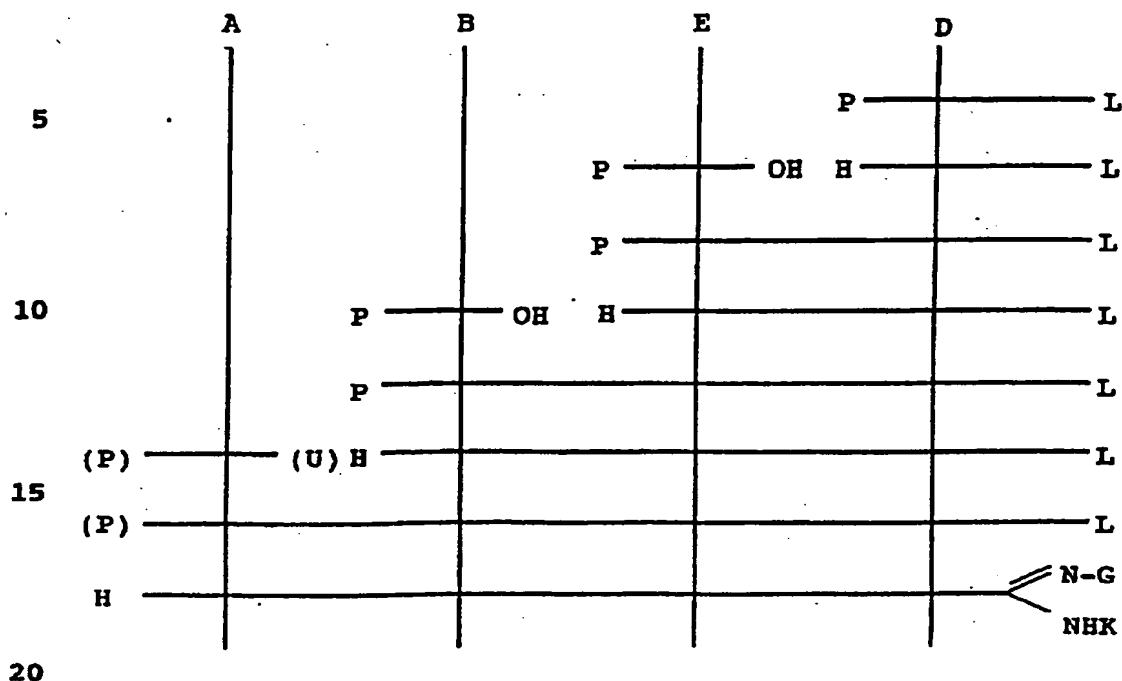 A B E D
5 P L
P OH H L
P L
10 P OH H L
P L
(P) (U) H L
15
(P) L
N-G
H
NHK
20